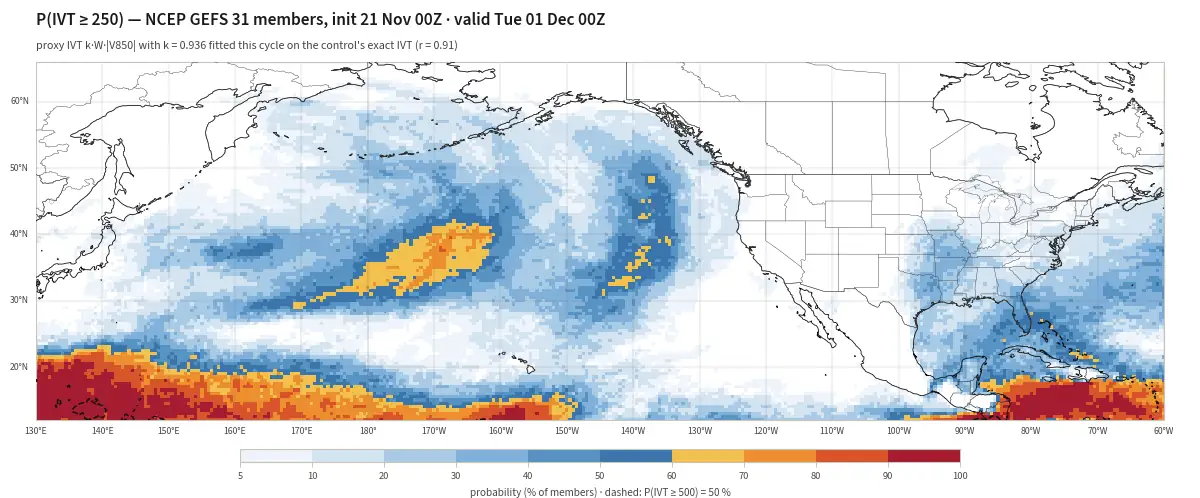 P(IVT ≥ 250) — NCEP GEFS 31 members, init 21 Nov 00Z · valid Tue 01 Dec 00Z
proxy IVT k·W·|V850| with k = 0.936 fitted this cycle on the control's exact IVT (r = 0.91)
60°N
50°N
40°N
30°N
20°N
130°E 140°E 150°E 160°E 170°E 180° 170°W 160°W 150°W 140°W 130°W 120°W 110°W 100°W 90°W 80°W 70°W 60°W
5 10 20 30 40 50 60 70 80 90 100
probability (% of members) · dashed: P(IVT ≥ 500) = 50 %